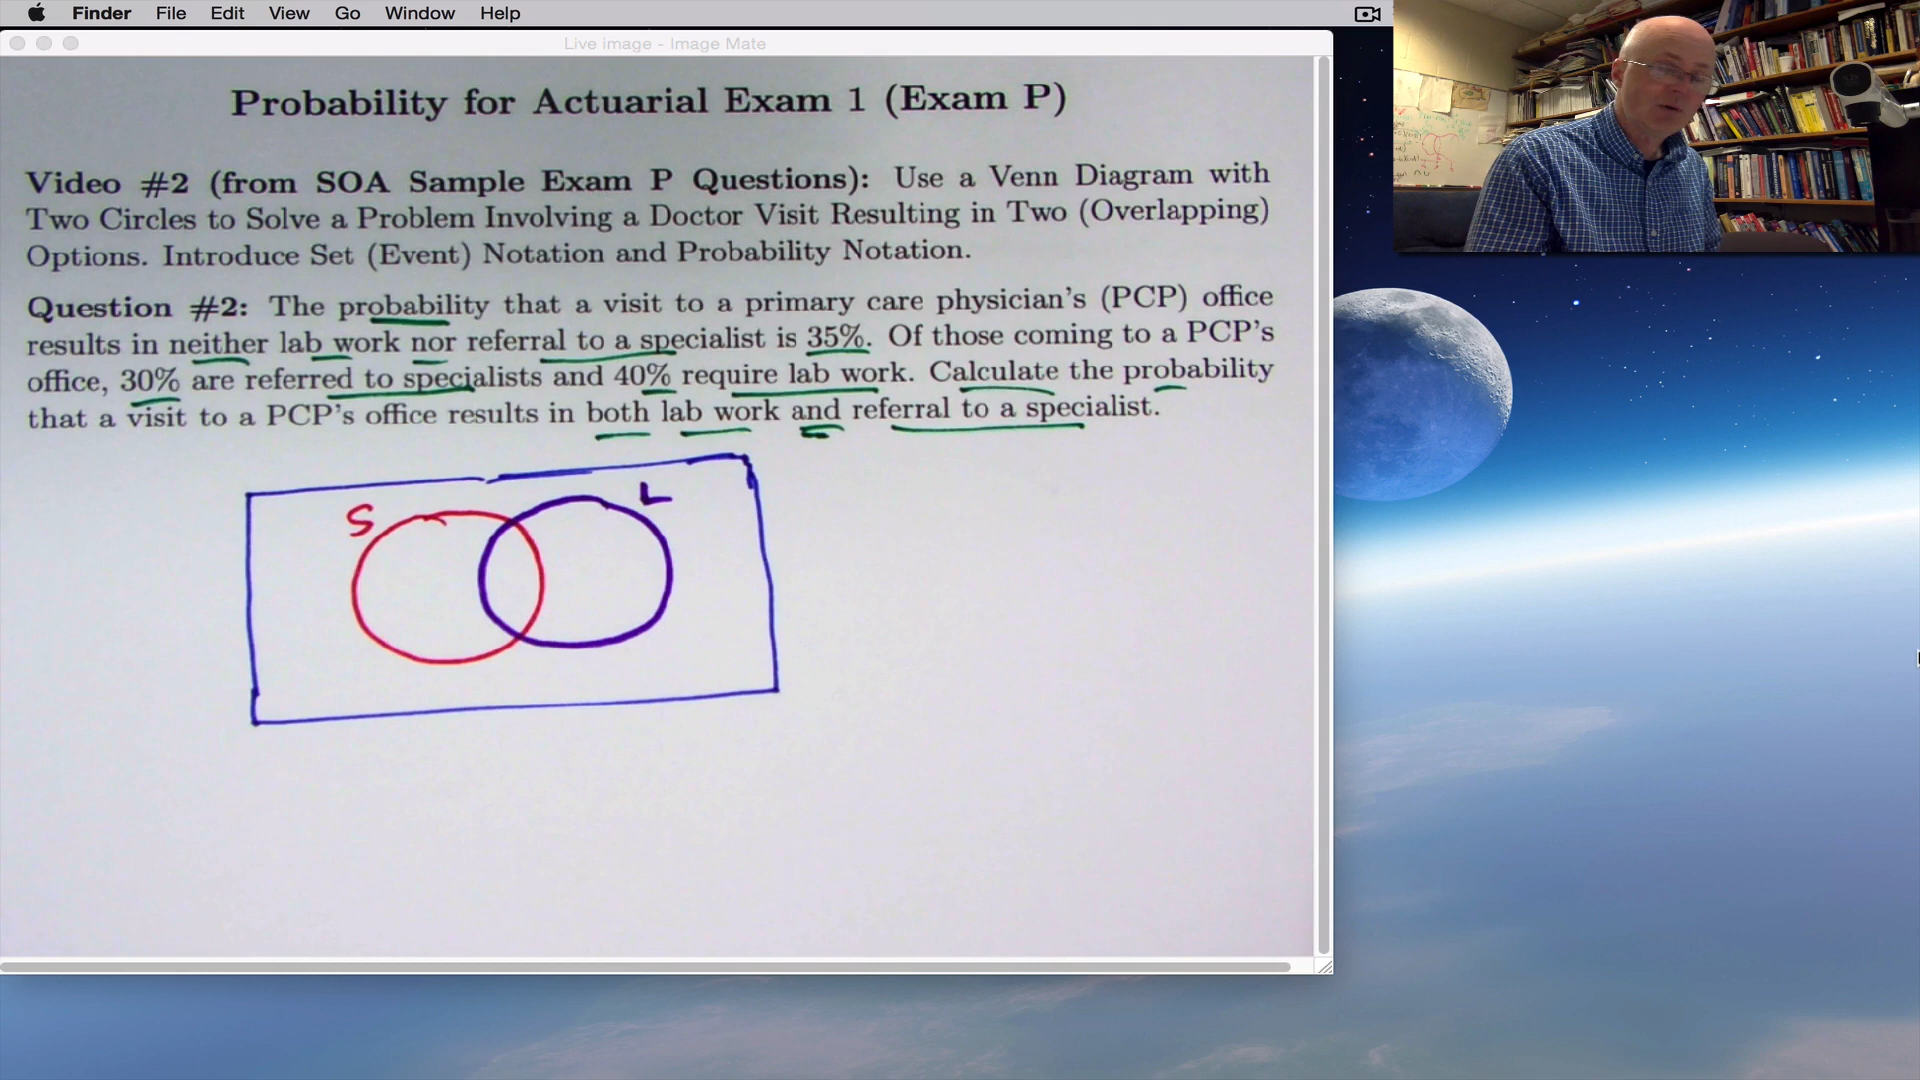 Finder File Edit View Go Window Help
Live image - Image Mate
Probability for Actuarial Exam 1 (Exam P)
Video #2 (from SOA Sample Exam P Questions): Use a Venn Diagram with
Two Circles to Solve a Problem Involving a Doctor Visit Resulting in Two (Overlapping)
Options. Introduce Set (Event) Notation and Probability Notation.
Question #2: The probability that a visit to a primary care physician's (PCP) office
results in neither lab work nor referral to a specialist is 35%. Of those coming to a PCP's
office, 30% are referred to specialists and 40% require lab work. Calculate the probability
that a visit to a PCP's office results in both lab work and referral to a specialist.
S L